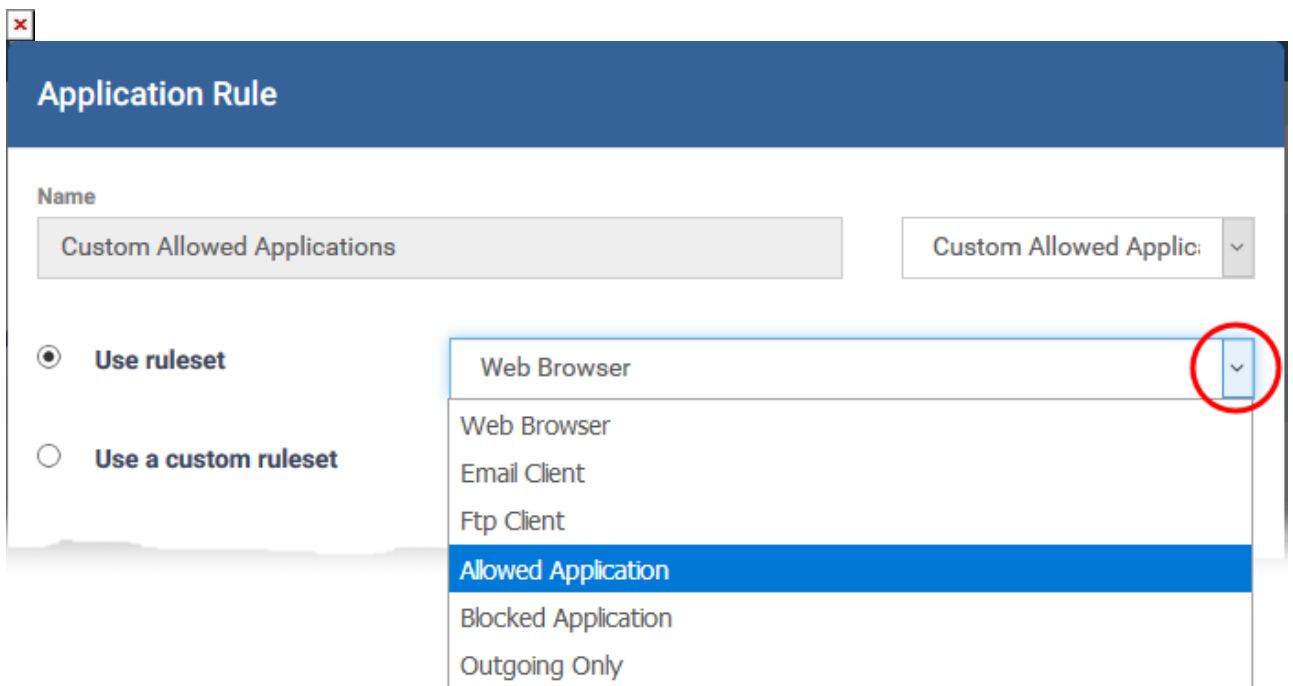 Application Rule
Name
Custom Allowed Applications
Custom Allowed Applic
Use ruleset
Web Browser
Web Browser
Use a custom ruleset
Email Client
Ftp Client
Allowed Application
Blocked Application
Outgoing Only